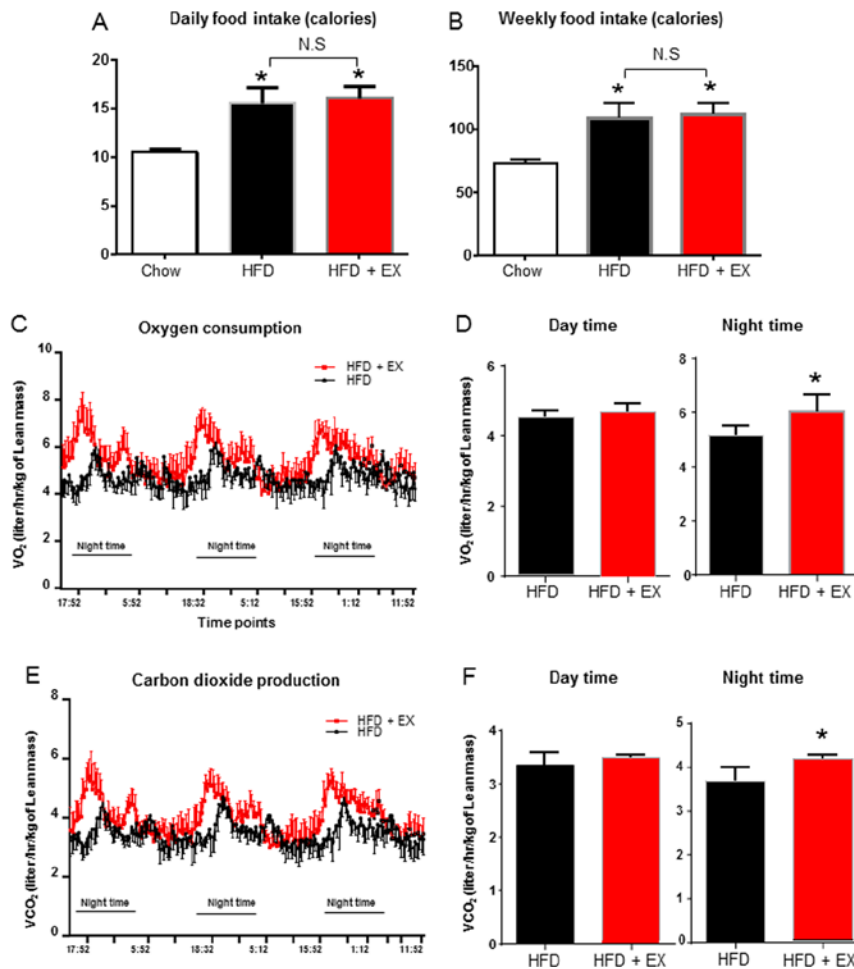 A
Daily food intake (calories)
N.S
* *
20
15
10
5
0
Chow HFD HFD + EX
B
Weekly food intake (calories)
N.S
* *
150
100
50
0
Chow HFD HFD + EX
C
Oxygen consumption
HFD + EX
HFD
VO2 (liter/hr/kg of Lean mass)
10
8
6
4
2
0
Night time Night time Night time
17:52 5:52 18:32 5:12 15:52 1:12 11:52
Time points
D
Day time
VO2 (liter/hr/kg of Lean mass)
6
4
2
0
HFD HFD + EX
Night time
*
8
6
4
2
0
HFD HFD + EX
E
Carbon dioxide production
HFD + EX
HFD
VCO2 (liter/hr/kg of Lean mass)
8
6
4
2
0
Night time Night time Night time
17:52 5:52 18:32 5:12 15:52 1:12 11:52
F
Day time
VCO2 (liter/hr/kg of Lean mass)
4
3
2
1
0
HFD HFD + EX
Night time
*
5
4
3
2
1
0
HFD HFD + EX